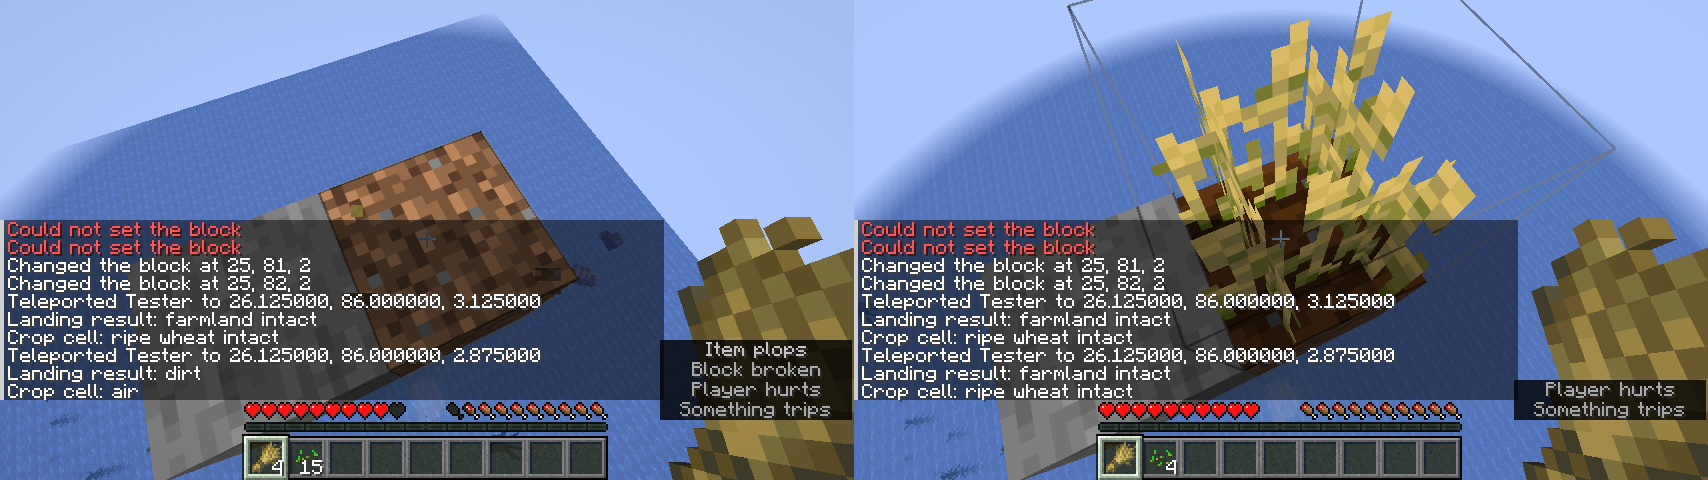 Could not set the block
Could not set the block
Changed the block at 25, 81, 2
Changed the block at 25, 82, 2
Teleported Tester to 26.125000, 86.000000, 3.125000
Landing result: farmland intact
Crop cell: ripe wheat intact
Teleported Tester to 26.125000, 86.000000, 2.875000
Landing result: dirt
Crop cell: air
Item plops
Block broken
Player hurts
Something trips
4
15
Could not set the block
Could not set the block
Changed the block at 25, 81, 2
Changed the block at 25, 82, 2
Teleported Tester to 26.125000, 86.000000, 3.125000
Landing result: farmland intact
Crop cell: ripe wheat intact
Teleported Tester to 26.125000, 86.000000, 2.875000
Landing result: farmland intact
Crop cell: ripe wheat intact
Player hurts
Something trips
4